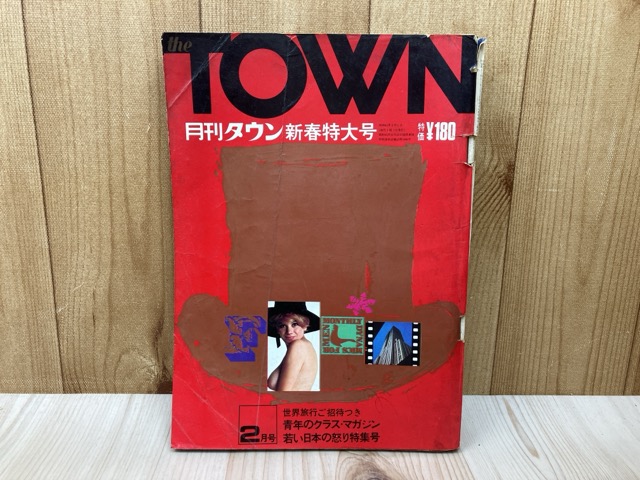 the
TOWN
月刊タウン新春特大号
特価¥180
世界旅行ご招待つき
青年のクラス・マガジン
若い日本の怒り特集号
2月号